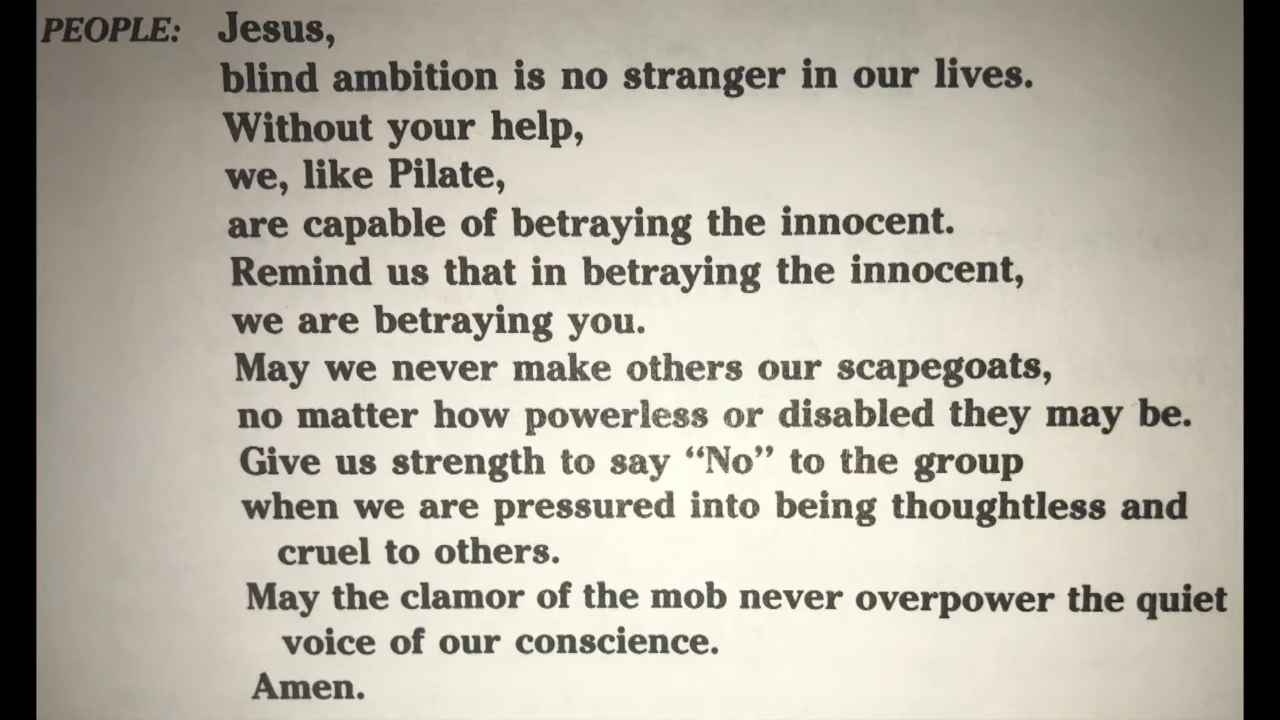 PEOPLE: Jesus,
blind ambition is no stranger in our lives.
Without your help,
we, like Pilate,
are capable of betraying the innocent.
Remind us that in betraying the innocent,
we are betraying you.
May we never make others our scapegoats,
no matter how powerless or disabled they may be.
Give us strength to say “No” to the group
when we are pressured into being thoughtless and
cruel to others.
May the clamor of the mob never overpower the quiet
voice of our conscience.
Amen.